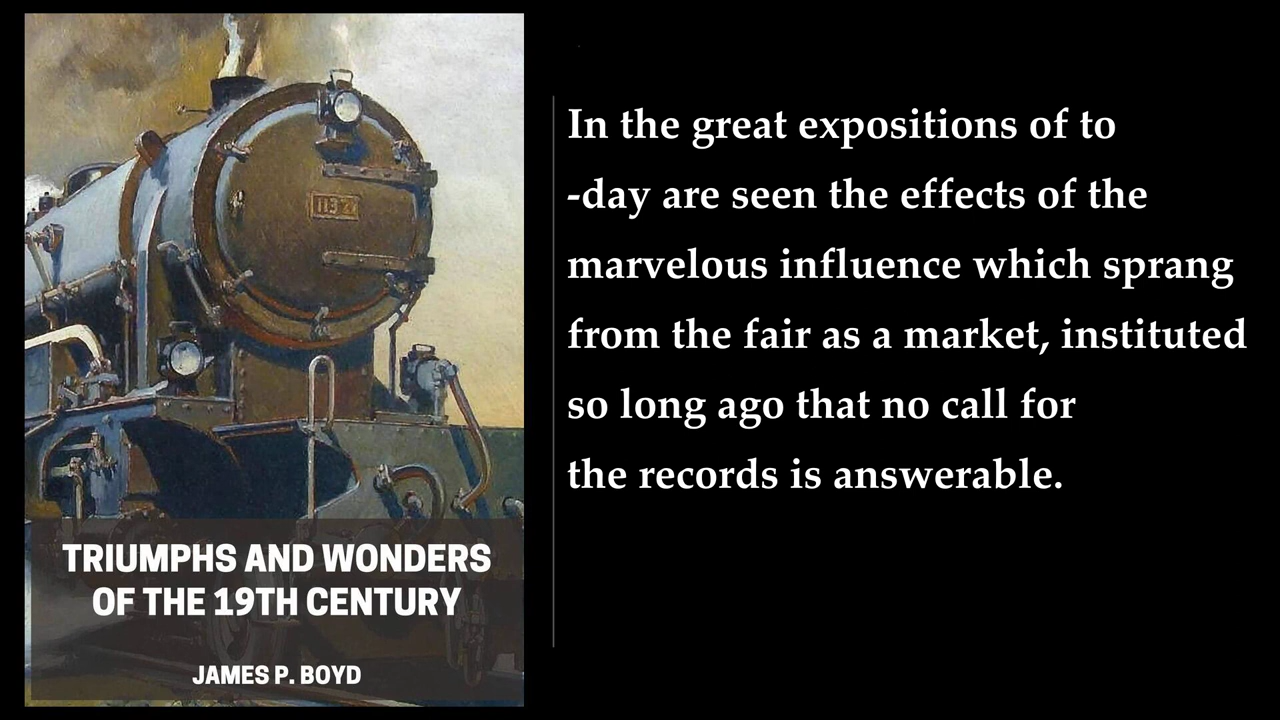 In the great expositions of to
-day are seen the effects of the
marvelous influence which sprang
from the fair as a market, instituted
so long ago that no call for
the records is answerable.
1132
TRIUMPHS AND WONDERS
OF THE 19TH CENTURY
JAMES P. BOYD